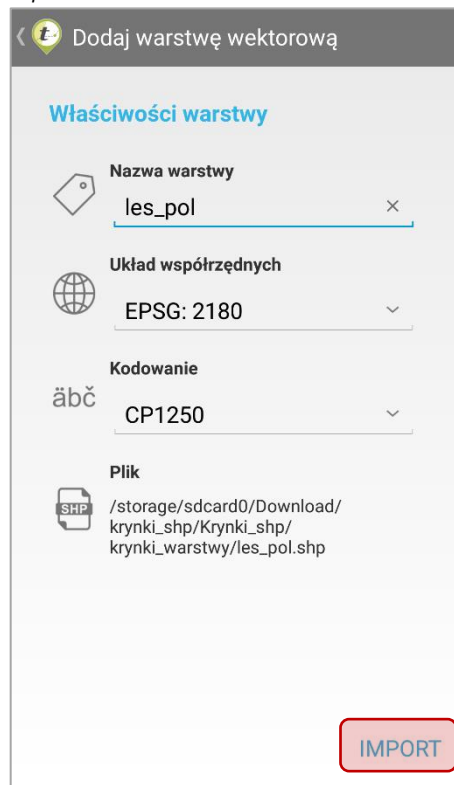 Dodaj warstwę wektorową
Właściwości warstwy
Nazwa warstwy
les_pol
Układ współrzędnych
EPSG: 2180
Kodowanie
äbč
CP1250
Plik
SHP
/storage/sdcard0/Download/
krynki_shp/Krynki_shp/
krynki_warstwy/les_pol.shp
IMPORT